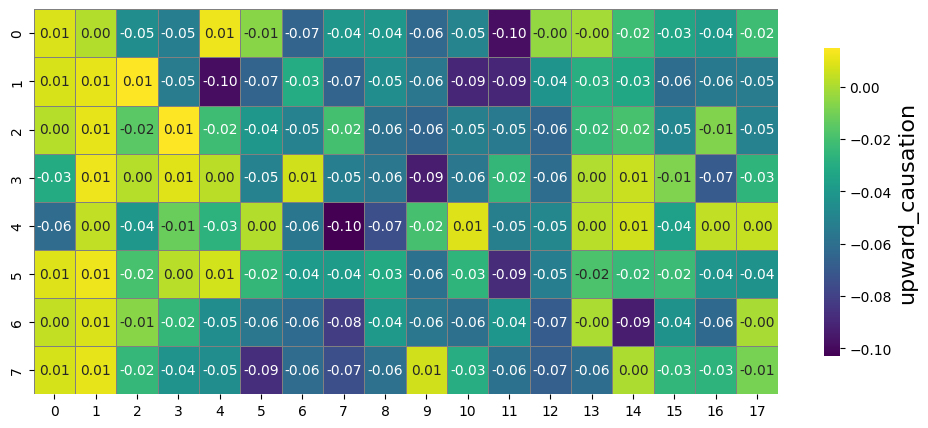 0 0.01 0.00 -0.05 -0.05 0.01 -0.01 -0.07 -0.04 -0.04 -0.06 -0.05 -0.10 -0.00 -0.00 -0.02 -0.03 -0.04 -0.02
1 0.01 0.01 0.01 -0.05 -0.10 -0.07 -0.03 -0.07 -0.05 -0.06 -0.09 -0.09 -0.04 -0.03 -0.03 -0.06 -0.06 -0.05
2 0.00 0.01 -0.02 0.01 -0.02 -0.04 -0.05 -0.02 -0.06 -0.06 -0.05 -0.05 -0.06 -0.02 -0.02 -0.05 -0.01 -0.05
3 -0.03 0.01 0.00 0.01 0.00 -0.05 0.01 -0.05 -0.06 -0.09 -0.06 -0.02 -0.06 0.00 0.01 -0.01 -0.07 -0.03
4 -0.06 0.00 -0.04 -0.01 -0.03 0.00 -0.06 -0.10 -0.07 -0.02 0.01 -0.05 -0.05 0.00 0.01 -0.04 0.00 0.00
5 0.01 0.01 -0.02 0.00 0.01 -0.02 -0.04 -0.04 -0.03 -0.06 -0.03 -0.09 -0.05 -0.02 -0.02 -0.02 -0.04 -0.04
6 0.00 0.01 -0.01 -0.02 -0.05 -0.06 -0.06 -0.08 -0.04 -0.06 -0.06 -0.04 -0.07 -0.00 -0.09 -0.04 -0.06 -0.00
7 0.01 0.01 -0.02 -0.04 -0.05 -0.09 -0.06 -0.07 -0.06 0.01 -0.03 -0.06 -0.07 -0.06 0.00 -0.03 -0.03 -0.01
0 1 2 3 4 5 6 7 8 9 10 11 12 13 14 15 16 17
0.00
−0.02
−0.04
−0.06
−0.08
−0.10
upward_causation